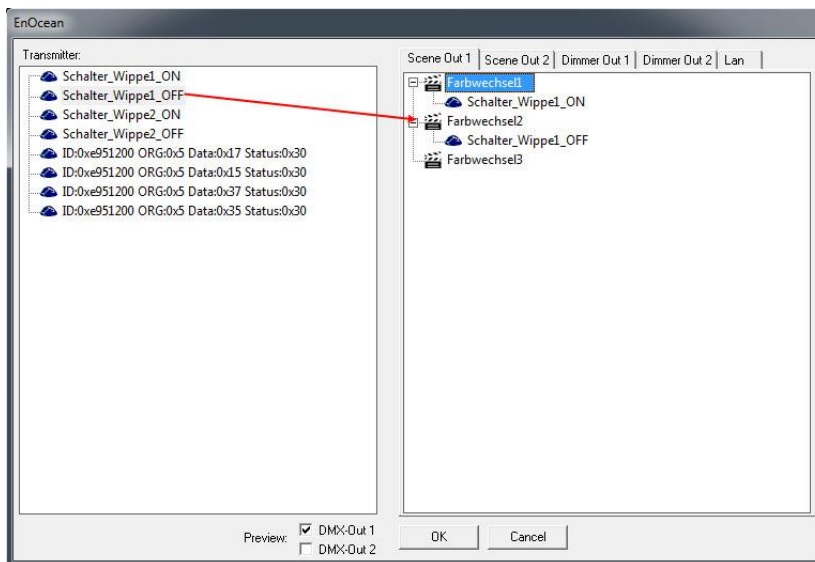 EnOcean
Transmitter:
Schalter_Wippe1_ON
Schalter_Wippe1_OFF
Schalter_Wippe2_ON
Schalter_Wippe2_OFF
ID:0xe951200 ORG:0x5 Data:0x17 Status:0x30
ID:0xe951200 ORG:0x5 Data:0x15 Status:0x30
ID:0xe951200 ORG:0x5 Data:0x37 Status:0x30
ID:0xe951200 ORG:0x5 Data:0x35 Status:0x30
Scene Out 1 Scene Out 2 Dimmer Out 1 Dimmer Out 2 Lan
Farbwechsel1
Schalter_Wippe1_ON
Farbwechsel2
Schalter_Wippe1_OFF
Farbwechsel3
Preview: DMX-Out 1
DMX-Out 2
OK Cancel